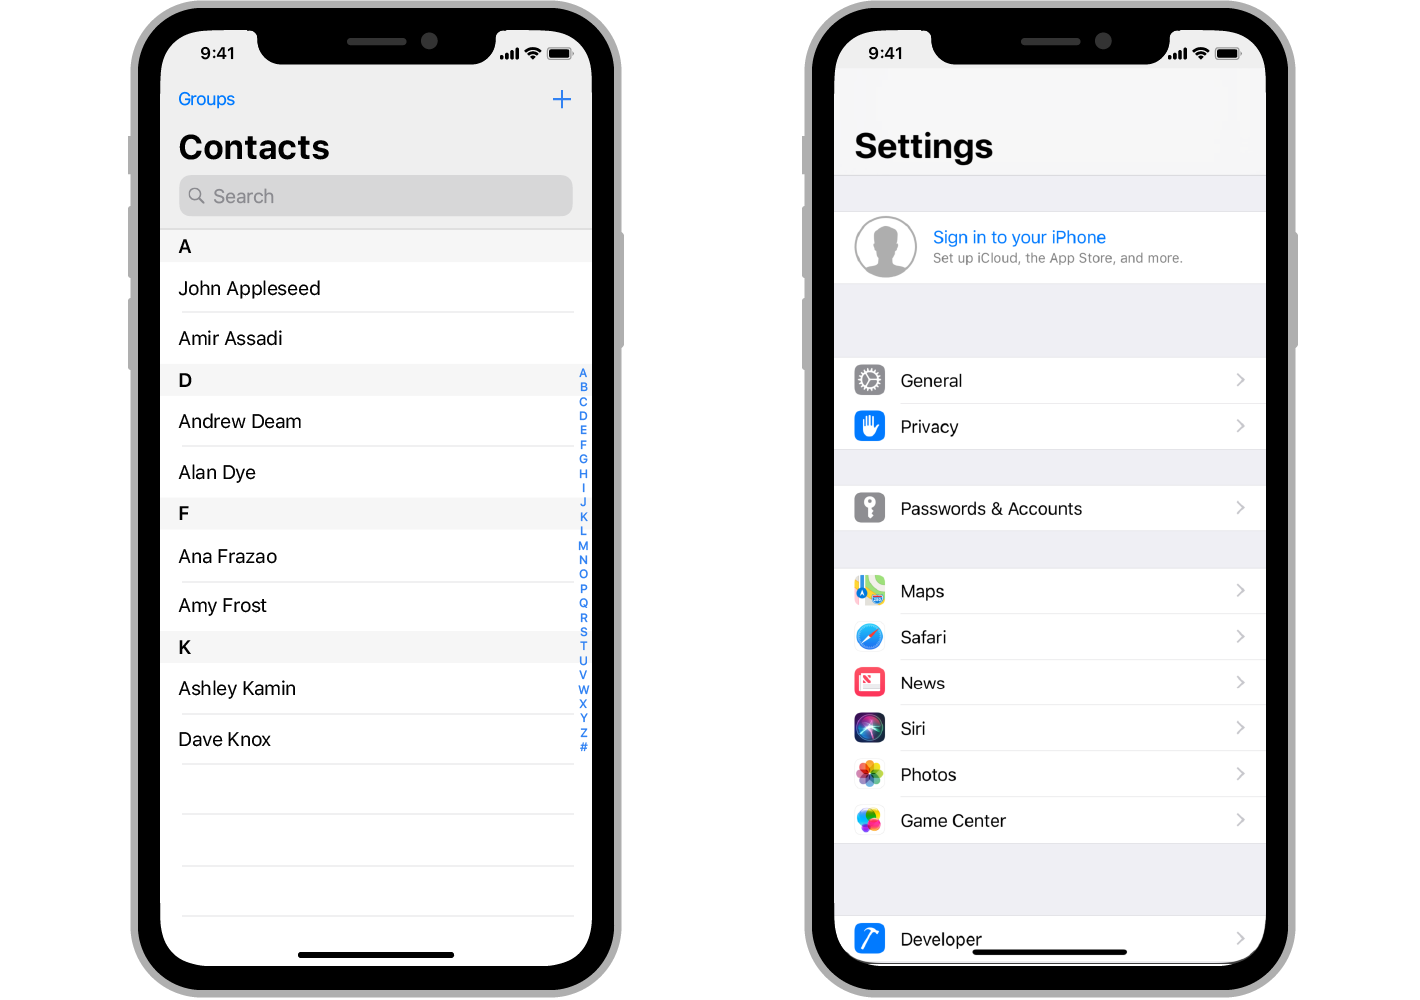 9:41
Groups
Contacts
Search
A
John Appleseed
Amir Assadi
D
Andrew Deam
Alan Dye
F
Ana Frazao
Amy Frost
K
Ashley Kamin
Dave Knox
A
B
C
D
E
F
G
H
I
J
K
L
M
N
O
P
Q
R
S
T
U
V
W
X
Y
Z
#
9:41
Settings
Sign in to your iPhone
Set up iCloud, the App Store, and more.
General
Privacy
Passwords & Accounts
Maps
Safari
News
Siri
Photos
Game Center
Developer